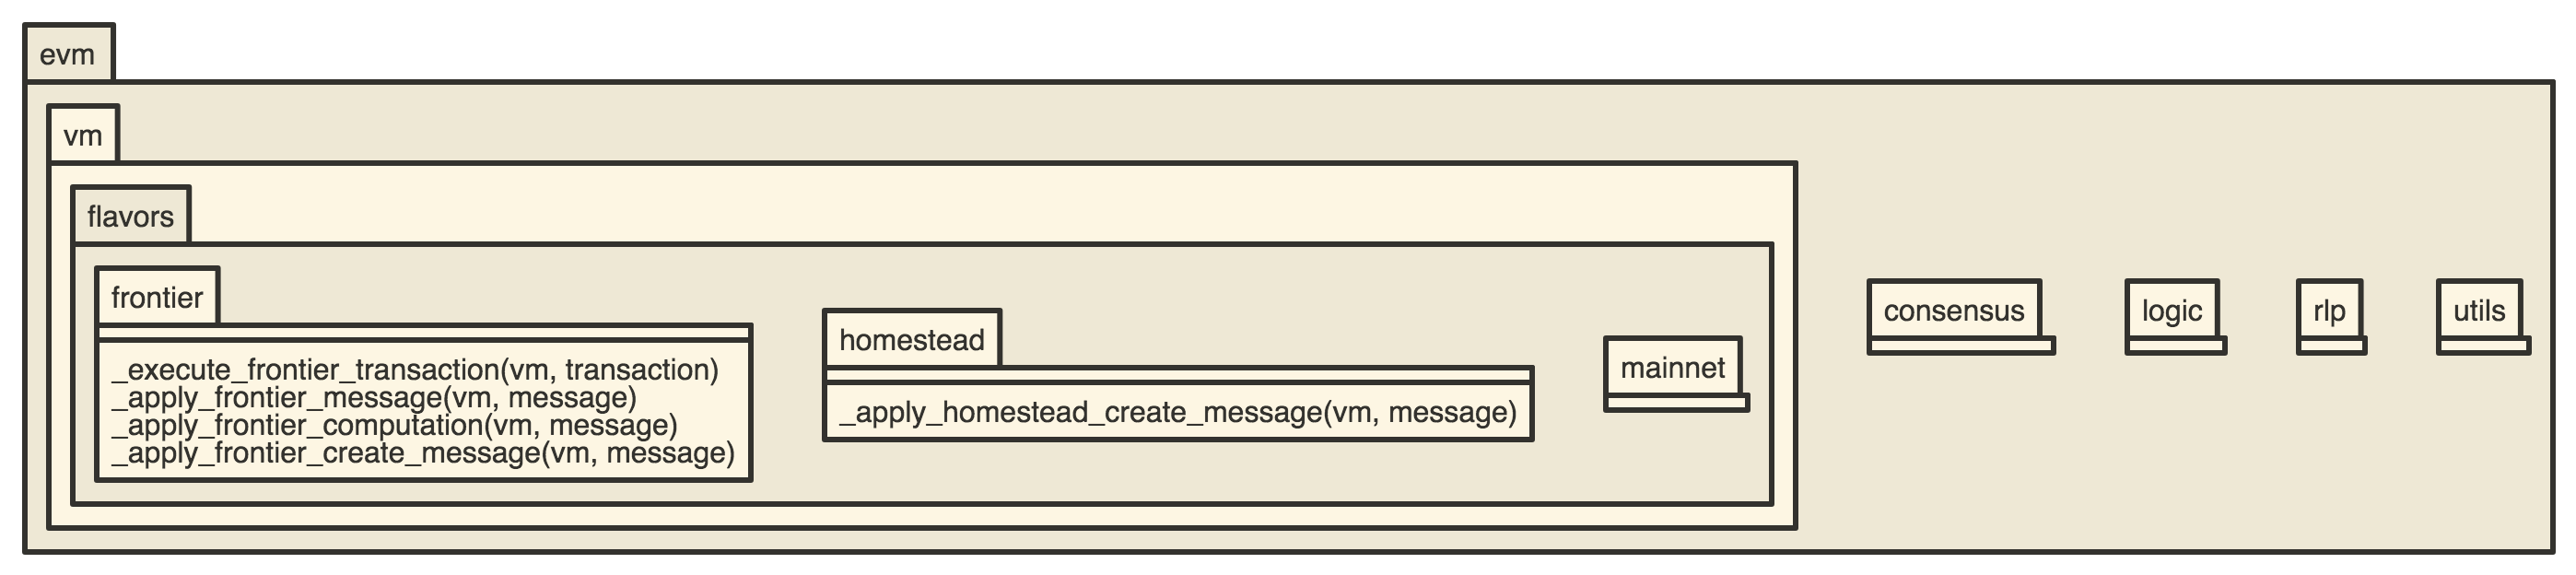 evm
vm
flavors
frontier
_execute_frontier_transaction(vm, transaction)
_apply_frontier_message(vm, message)
_apply_frontier_computation(vm, message)
_apply_frontier_create_message(vm, message)
homestead
_apply_homestead_create_message(vm, message)
mainnet
consensus
logic
rlp
utils